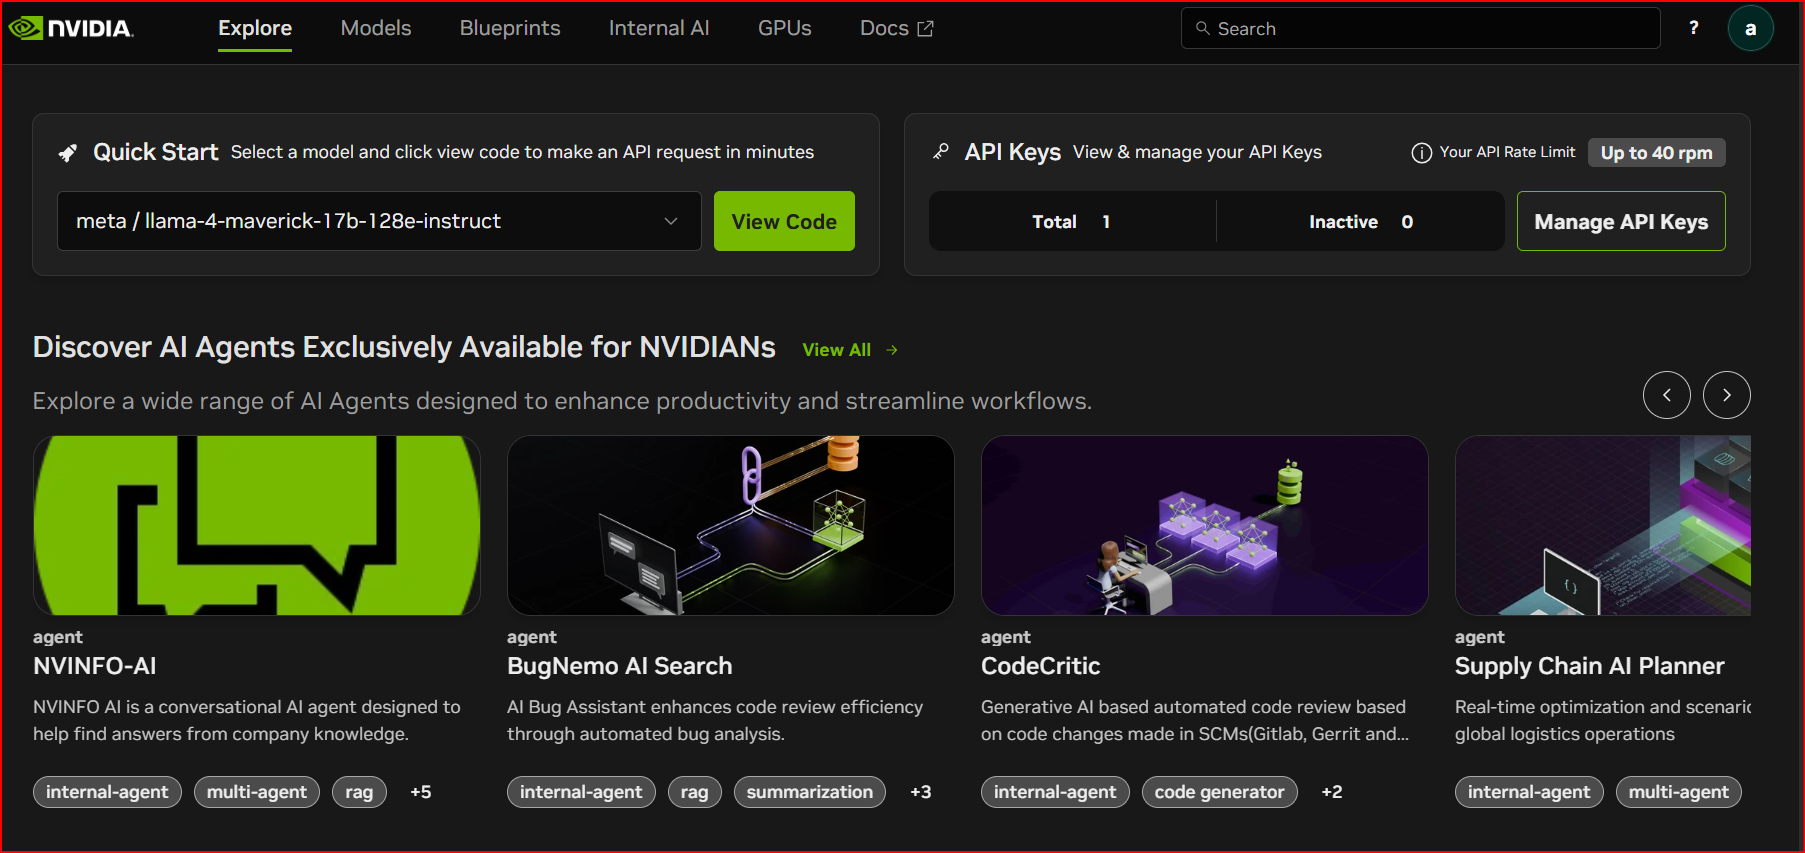 NVIDIA.
Explore Models Blueprints Internal AI GPUs Docs
Search
?
a
Quick Start Select a model and click view code to make an API request in minutes
meta / llama-4-maverick-17b-128e-instruct
View Code
API Keys View & manage your API Keys
Your API Rate Limit Up to 40 rpm
Total 1 Inactive 0
Manage API Keys
Discover AI Agents Exclusively Available for NVIDIANs View All
Explore a wide range of AI Agents designed to enhance productivity and streamline workflows.
agent
NVINFO-AI
NVINFO AI is a conversational AI agent designed to
help find answers from company knowledge.
internal-agent multi-agent rag +5
agent
BugNemo AI Search
AI Bug Assistant enhances code review efficiency
through automated bug analysis.
internal-agent rag summarization +3
agent
CodeCritic
Generative AI based automated code review based
on code changes made in SCMs(Gitlab, Gerrit and...
internal-agent code generator +2
agent
Supply Chain AI Planner
Real-time optimization and scenaric
global logistics operations
internal-agent multi-agent